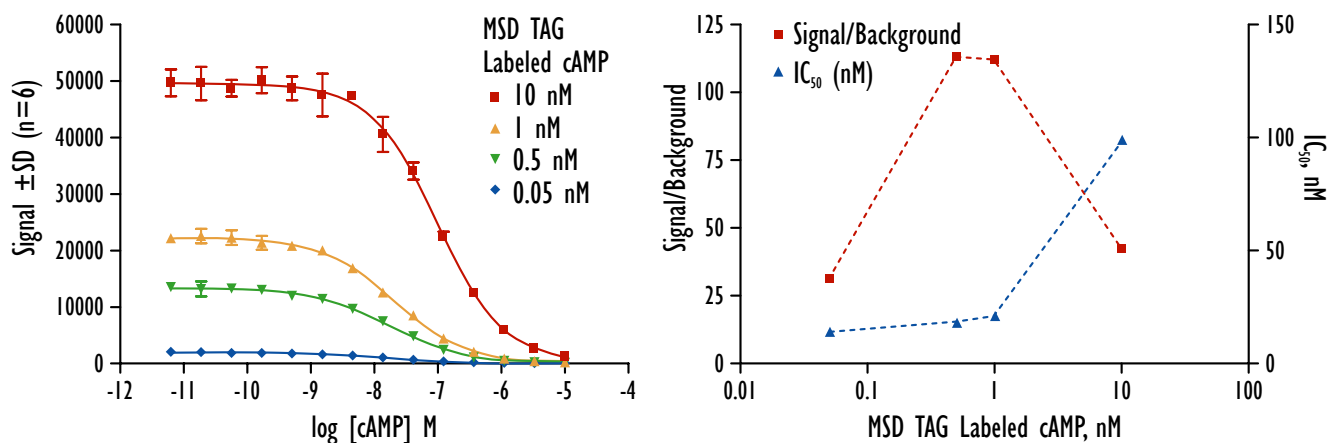 60000
50000
40000
30000
20000
10000
0
Signal ±SD (n=6)
-12 -11 -10 -9 -8 -7 -6 -5 -4
log [cAMP] M
MSD TAG
Labeled cAMP
10 nM
1 nM
0.5 nM
0.05 nM
125
100
75
50
25
0
Signal/Background
Signal/Background
IC₅₀ (nM)
150
100
50
0
IC₅₀, nM
0.01 0.1 1 10 100
MSD TAG Labeled cAMP, nM